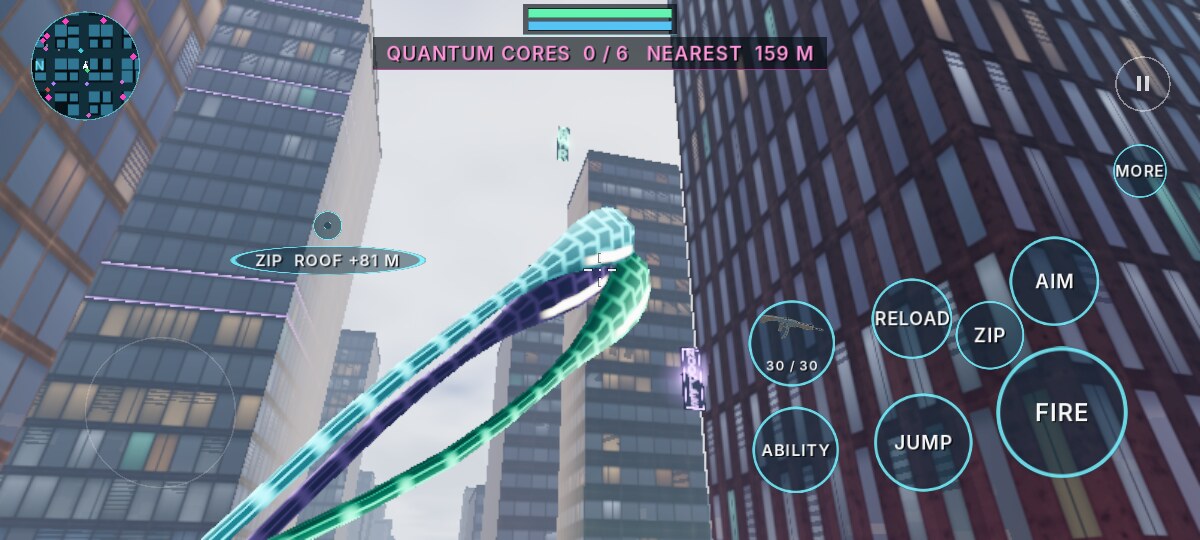 QUANTUM CORES 0 / 6 NEAREST 159 M
N
MORE
ZIP ROOF +81 M
AIM
RELOAD
ZIP
30 / 30
FIRE
ABILITY
JUMP